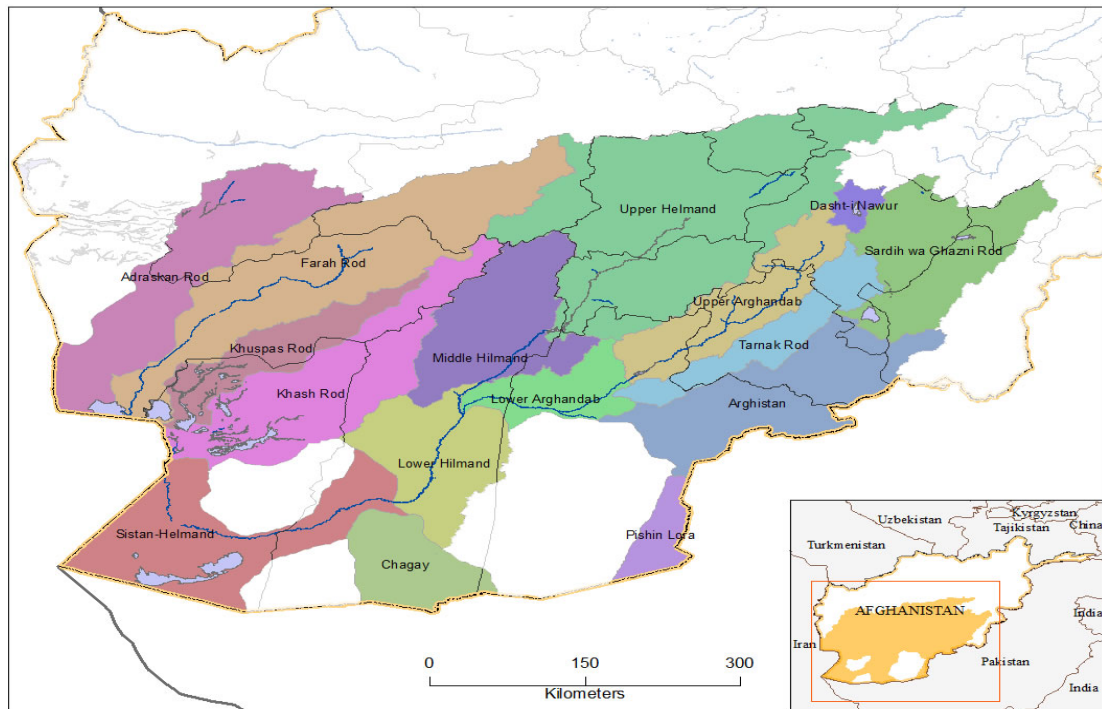 Dasht-i Nawur
Upper Helmand
Sardih wa Ghazni Rod
Farah Rod
Adraskan Rod
Upper Arghandab
Tarnak Rod
Khuspas Rod
Middle Hilmand
Khash Rod
Lower Arghandab
Arghistan
Lower Hilmand
Sistan-Helmand
Pishin Lora
Chagay
0 150 300
Kilometers
Kyrgyzstan
Uzbekistan
Tajikistan
China
Turkmenistan
AFGHANISTAN
India
Iran
Pakistan
India